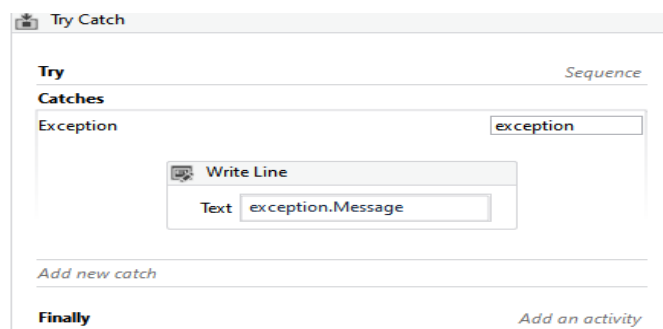 Try Catch
Try Sequence
Catches
Exception exception
Write Line
Text exception.Message
Add new catch
Finally Add an activity